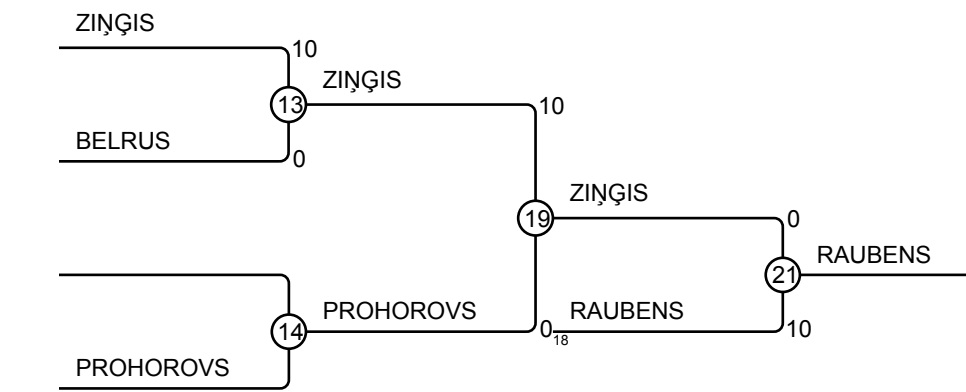 ZIŅĢIS
10
ZIŅĢIS
13
10
BELRUS
0
ZIŅĢIS
19
0
RAUBENS
21
PROHOROVS
0
18
RAUBENS
10
14
PROHOROVS